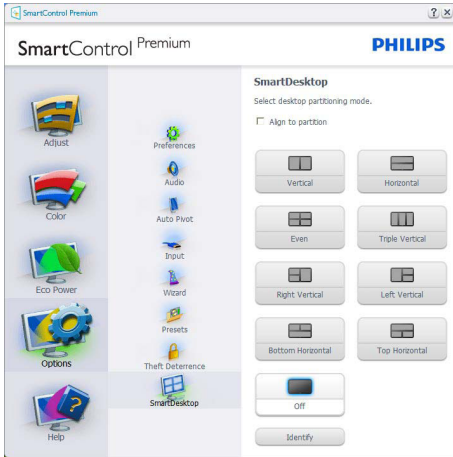 SmartControl Premium
? X
SmartControl Premium
PHILIPS
Adjust
Color
Eco Power
Options
Help
Preferences
Audio
Auto Pivot
Input
Wizard
Presets
Theft Deterrence
SmartDesktop
SmartDesktop
Select desktop partitioning mode.
Align to partition
Vertical
Horizontal
Even
Triple Vertical
Right Vertical
Left Vertical
Bottom Horizontal
Top Horizontal
Off
Identify